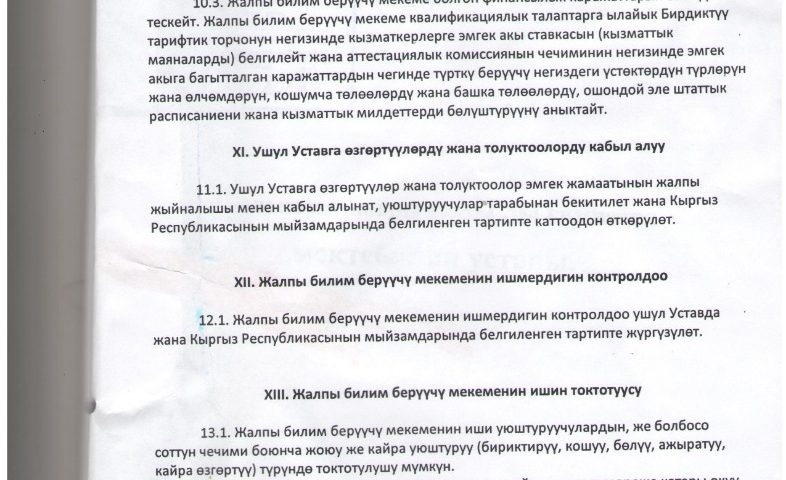 10.3. Жалпы билим берүүчү мекеме
тескейт. Жалпы билим берүүчү мекеме квалификациялык талаптарга ылайык Бирдиктүү
тарифтик торчонун негизинде кызматкерлерге эмгек акы ставкасын (кызматтык
маяналарды) белгилейт жана аттестациялык комиссиянын чечиминин негизинде эмгек
акыга багытталган каражаттардын чегинде түрткү берүүчү негиздеги үстөктөрдүн түрлөрүн
жана өлчөмдөрүн, кошумча төлөөлөрдү жана башка төлөөлөрдү, ошондой эле штаттык
расписаниени жана кызматтык милдеттерди бөлүштүрүүнү аныктайт.
XI. Ушул Уставга өзгөртүүлөрдү жана толуктоолорду кабыл алуу
11.1. Ушул Уставга өзгөртүүлөр жана толуктоолор эмгек жамаатынын жалпы
жыйналышы менен кабыл алынат, уюштуруучулар тарабынан бекитилет жана Кыргыз
Республикасынын мыйзамдарында белгиленген тартипте каттоодон өткөрүлөт.
XII. Жалпы билим берүүчү мекеменин ишмердигин контролдоо
12.1. Жалпы билим берүүчү мекеменин ишмердигин контролдоо ушул Уставда
жана Кыргыз Республикасынын мыйзамдарында белгиленген тартипте жүргүзүлөт.
XIII. Жалпы билим берүүчү мекеменин ишин токтотуусу
13.1. Жалпы билим берүүчү мекеменин иши уюштуруучулардын, же болбосо
соттун чечими боюнча жоюу же кайра уюштуруу (бириктирүү, кошуу, бөлүү, ажыратуу,
кайра өзгөртүү) түрүндө токтотулушу мүмкүн.